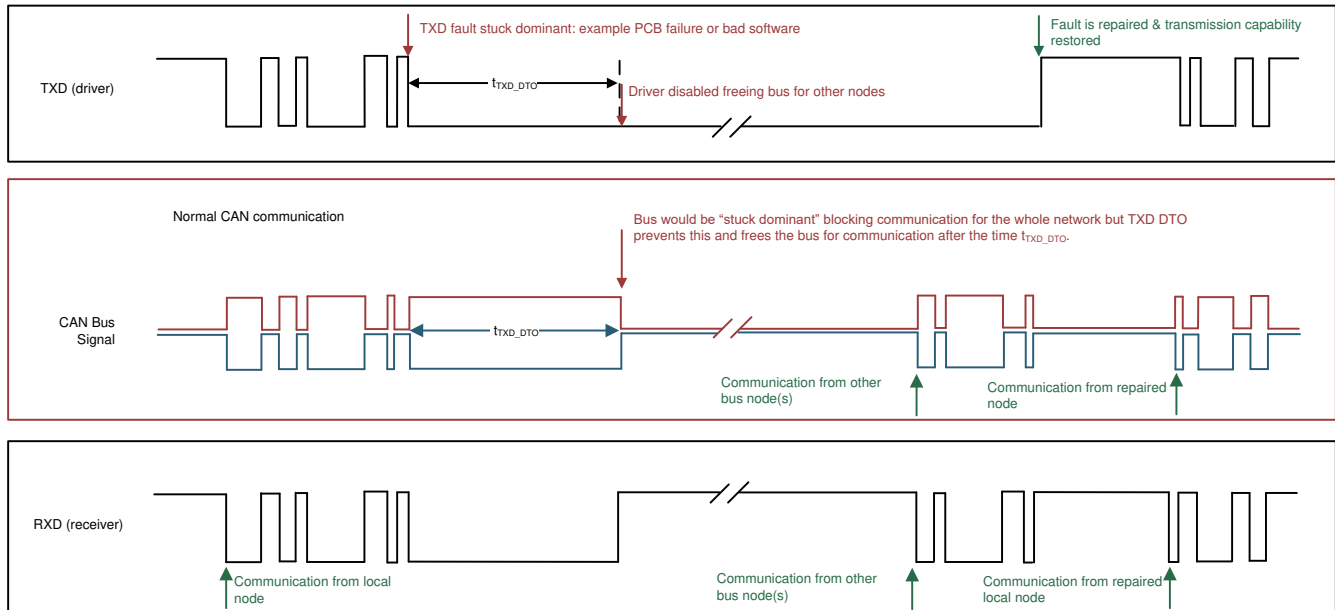 TXD fault stuck dominant: example PCB failure or bad software
Fault is repaired & transmission capability
restored
TXD (driver)
tTXD_DTO
Driver disabled freeing bus for other nodes
Normal CAN communication
Bus would be “stuck dominant” blocking communication for the whole network but TXD DTO
prevents this and frees the bus for communication after the time tTXD_DTO.
CAN Bus
Signal
tTXD_DTO
Communication from other
bus node(s)
Communication from repaired
node
RXD (receiver)
Communication from local
node
Communication from other
bus node(s)
Communication from repaired
local node